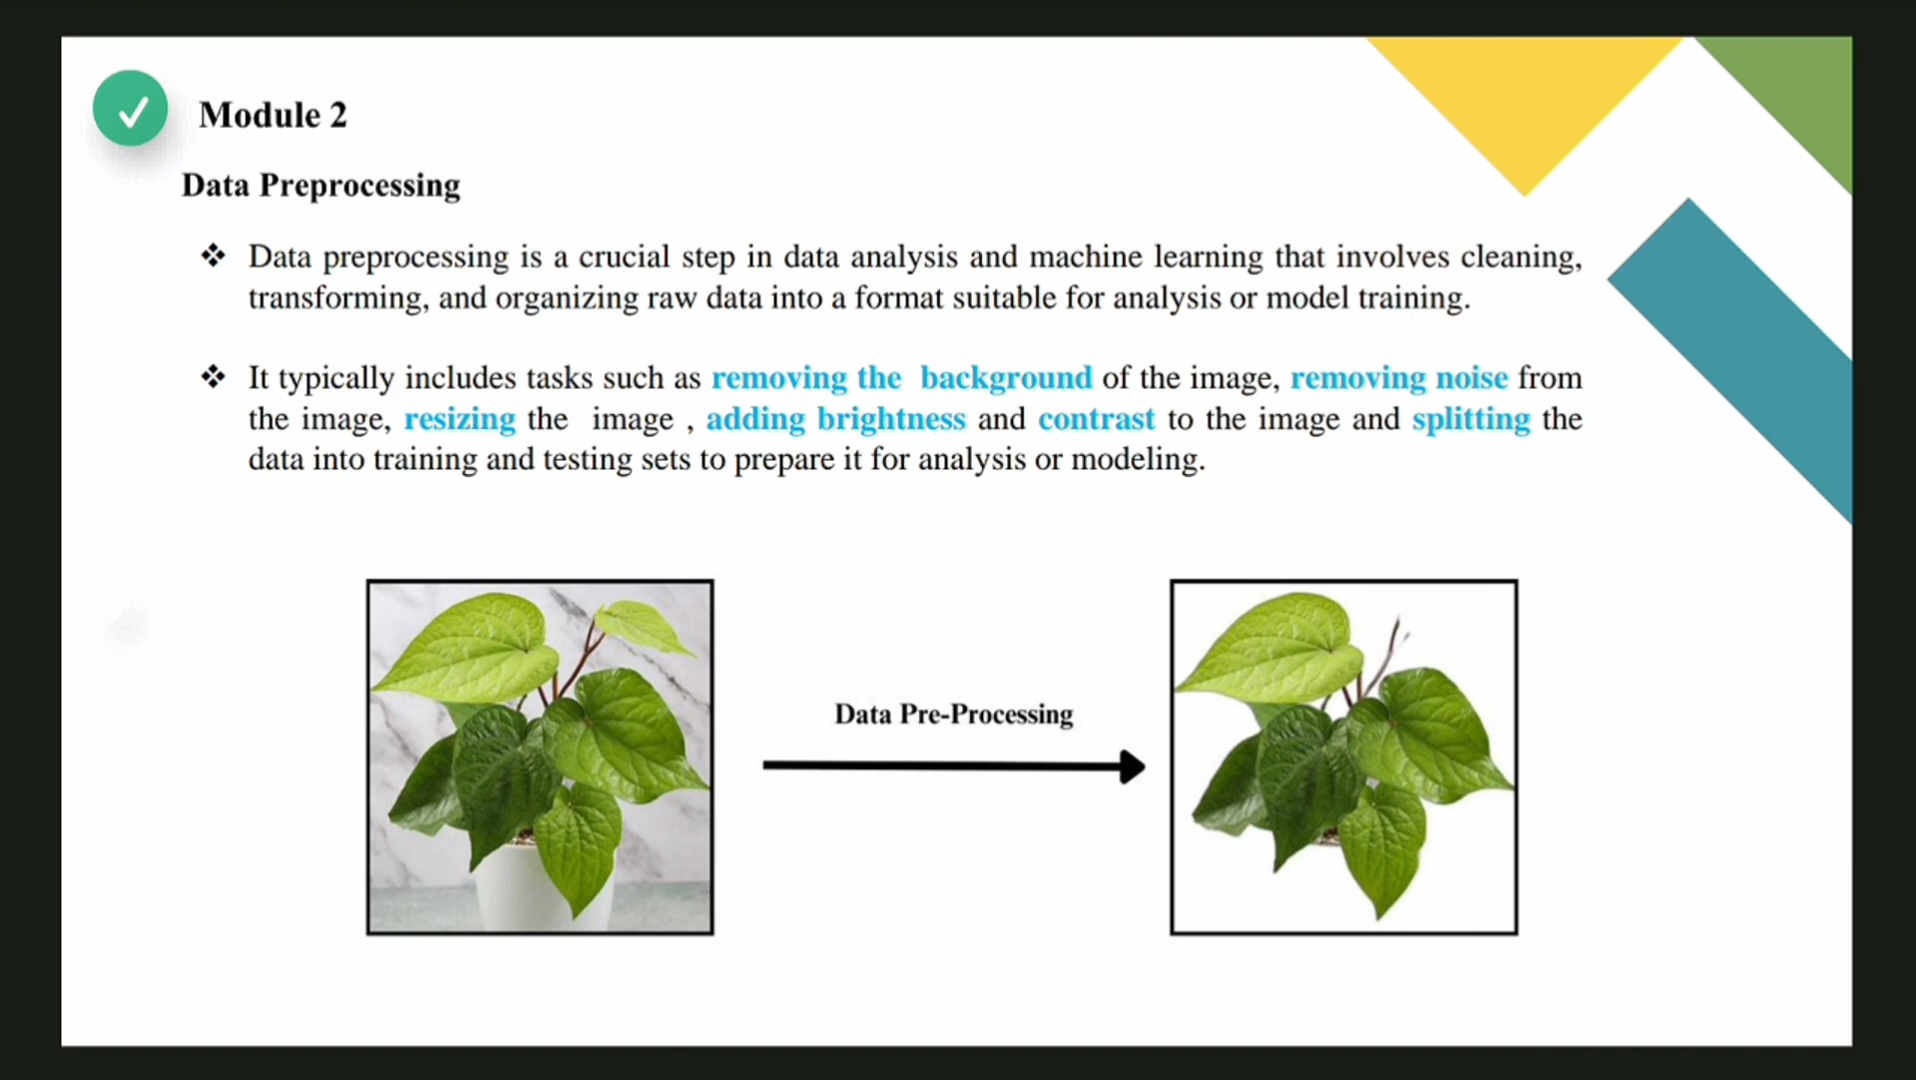 Module 2
Data Preprocessing
❖ Data preprocessing is a crucial step in data analysis and machine learning that involves cleaning,
transforming, and organizing raw data into a format suitable for analysis or model training.
❖ It typically includes tasks such as removing the background of the image, removing noise from
the image, resizing the image , adding brightness and contrast to the image and splitting the
data into training and testing sets to prepare it for analysis or modeling.
Data Pre-Processing